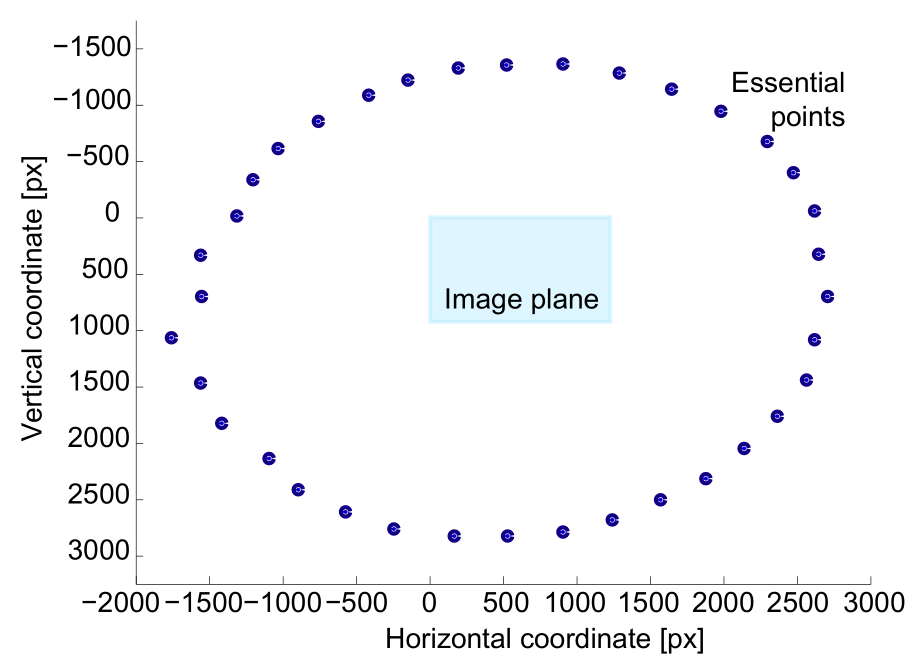 −1500
−1000
−500
0
500
1000
1500
2000
2500
3000
Vertical coordinate [px]
Essential
points
Image plane
−2000 −1500 −1000 −500 0 500 1000 1500 2000 2500 3000
Horizontal coordinate [px]